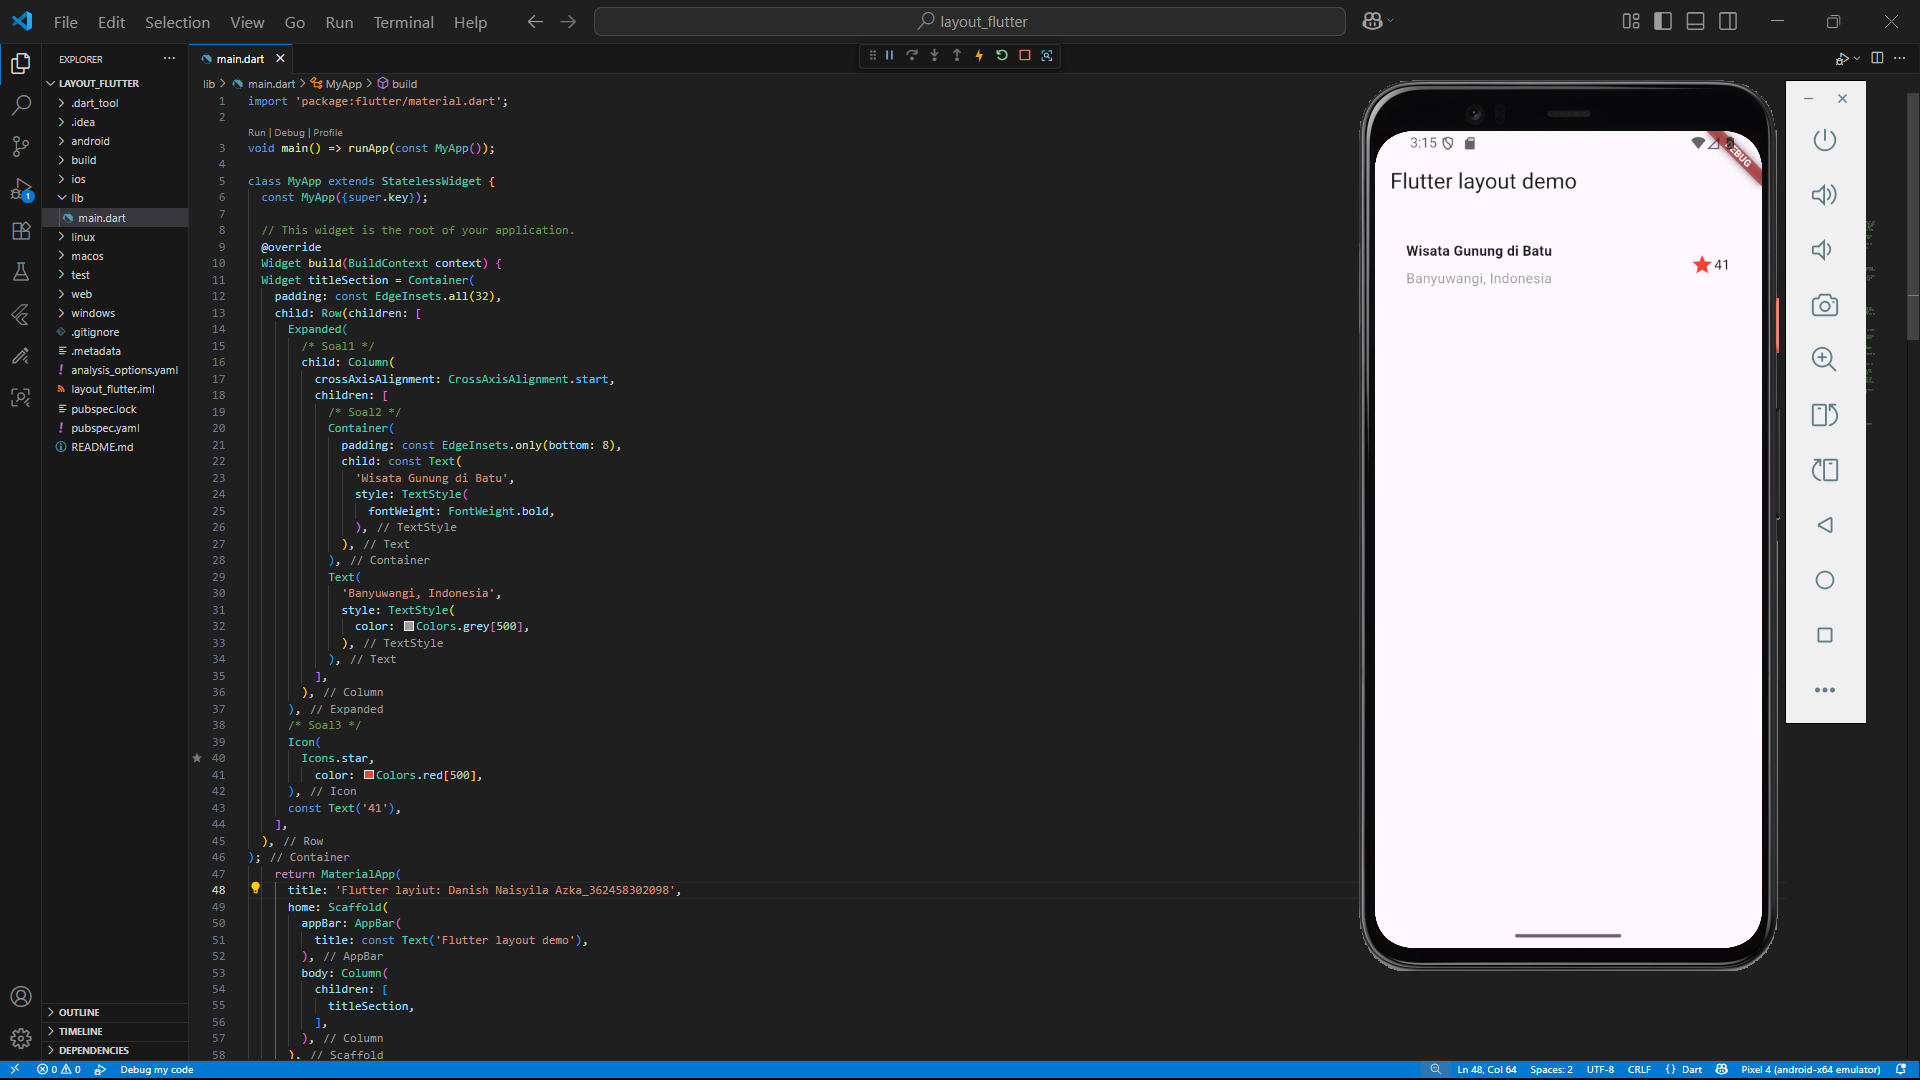 File Edit Selection View Go Run Terminal Help
layout_flutter
EXPLORER
LAYOUT_FLUTTER
.dart_tool
.idea
android
build
ios
lib
main.dart
linux
macos
test
web
windows
.gitignore
.metadata
analysis_options.yaml
layout_flutter.iml
pubspec.lock
pubspec.yaml
README.md
OUTLINE
TIMELINE
DEPENDENCIES
1
main.dart
lib > main.dart > MyApp > build
1 import 'package:flutter/material.dart';
2
Run | Debug | Profile
3 void main() => runApp(const MyApp());
4
5 class MyApp extends StatelessWidget {
6 const MyApp({super.key});
7
8 // This widget is the root of your application.
9 @override
10 Widget build(BuildContext context) {
11 Widget titleSection = Container(
12 padding: const EdgeInsets.all(32),
13 child: Row(children: [
14 Expanded(
15 /* Soal1 */
16 child: Column(
17 crossAxisAlignment: CrossAxisAlignment.start,
18 children: [
19 /* Soal2 */
20 Container(
21 padding: const EdgeInsets.only(bottom: 8),
22 child: const Text(
23 'Wisata Gunung di Batu',
24 style: TextStyle(
25 fontWeight: FontWeight.bold,
26 ), // TextStyle
27 ), // Text
28 ), // Container
29 Text(
30 'Banyuwangi, Indonesia',
31 style: TextStyle(
32 color: Colors.grey[500],
33 ), // TextStyle
34 ), // Text
35 ],
36 ), // Column
37 ), // Expanded
38 /* Soal3 */
39 Icon(
40 Icons.star,
41 color: Colors.red[500],
42 ), // Icon
43 const Text('41'),
44 ],
45 ), // Row
46 ); // Container
47 return MaterialApp(
48 title: 'Flutter layiut: Danish Naisyila Azka_362458302098',
49 home: Scaffold(
50 appBar: AppBar(
51 title: const Text('Flutter layout demo'),
52 ), // AppBar
53 body: Column(
54 children: [
55 titleSection,
56 ],
57 ), // Column
58 ), // Scaffold
3:15
DEBUG
Flutter layout demo
Wisata Gunung di Batu
Banyuwangi, Indonesia
41
0 0 Debug my code
Ln 48, Col 64 Spaces: 2 UTF-8 CRLF {} Dart Pixel 4 (android-x64 emulator)